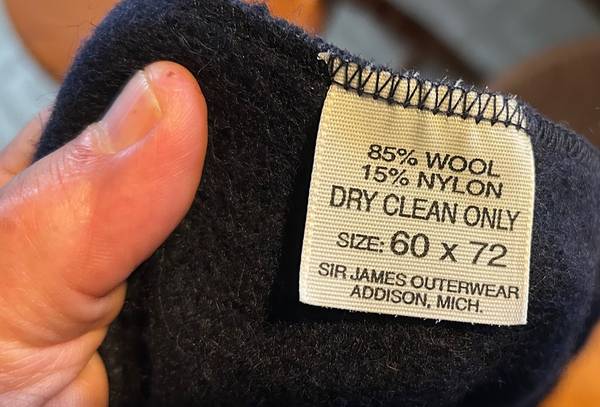 85% WOOL
15% NYLON
DRY CLEAN ONLY
SIZE: 60 x 72
SIR JAMES OUTERWEAR
ADDISON, MICH.